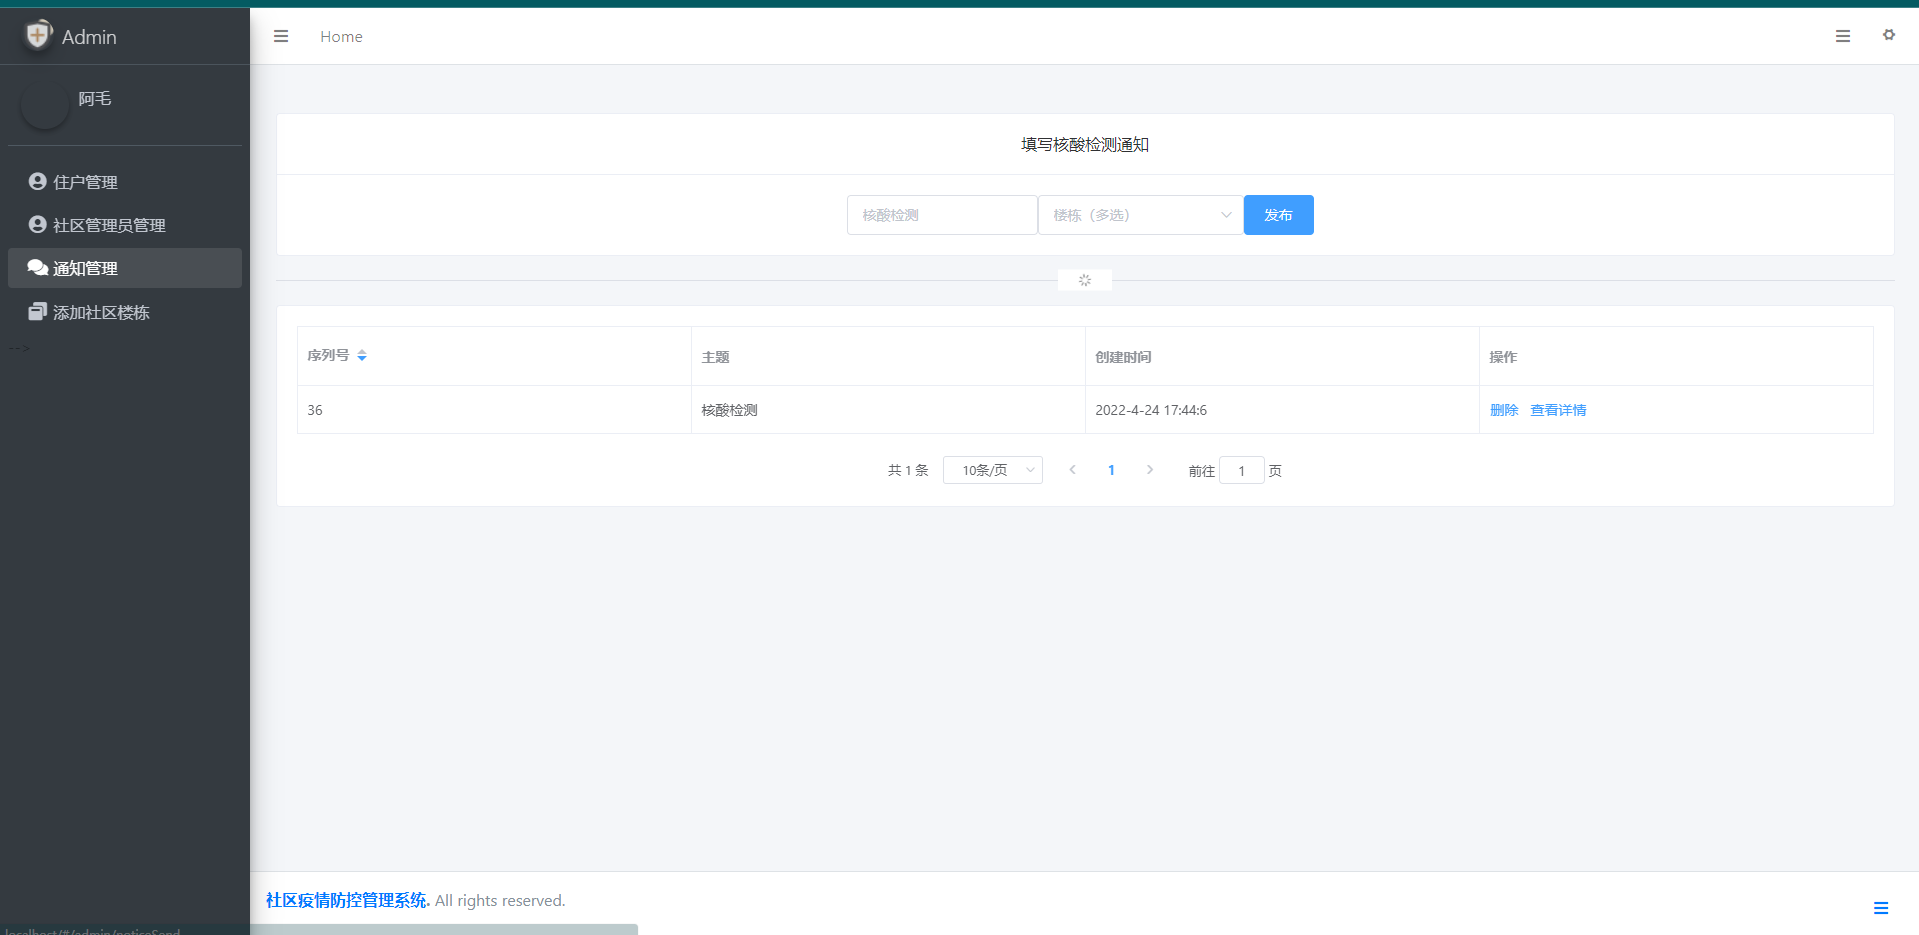 Admin
Home
阿毛
住户管理
社区管理员管理
通知管理
添加社区楼栋
-->
填写核酸检测通知
核酸检测
楼栋（多选）
发布
序列号
主题
创建时间
操作
36
核酸检测
2022-4-24 17:44:6
删除 查看详情
共 1 条
10条/页
1
前往 1 页
社区疫情防控管理系统. All rights reserved.
localhost/#/admin/noticeSend